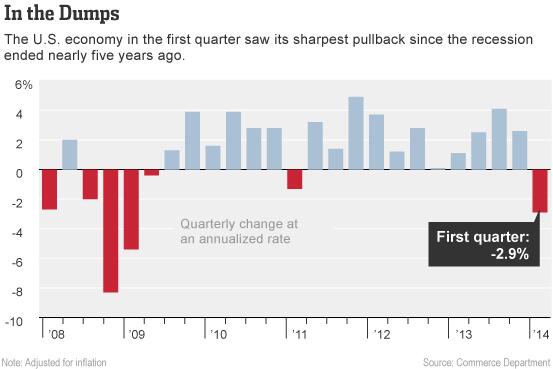 In the Dumps
The U.S. economy in the first quarter saw its sharpest pullback since the recession
ended nearly five years ago.
6%
4
2
0
-2
-4
-6
-8
-10
Quarterly change at
an annualized rate
First quarter:
-2.9%
'08
'09
'10
'11
'12
'13
'14
Note: Adjusted for inflation
Source: Commerce Department